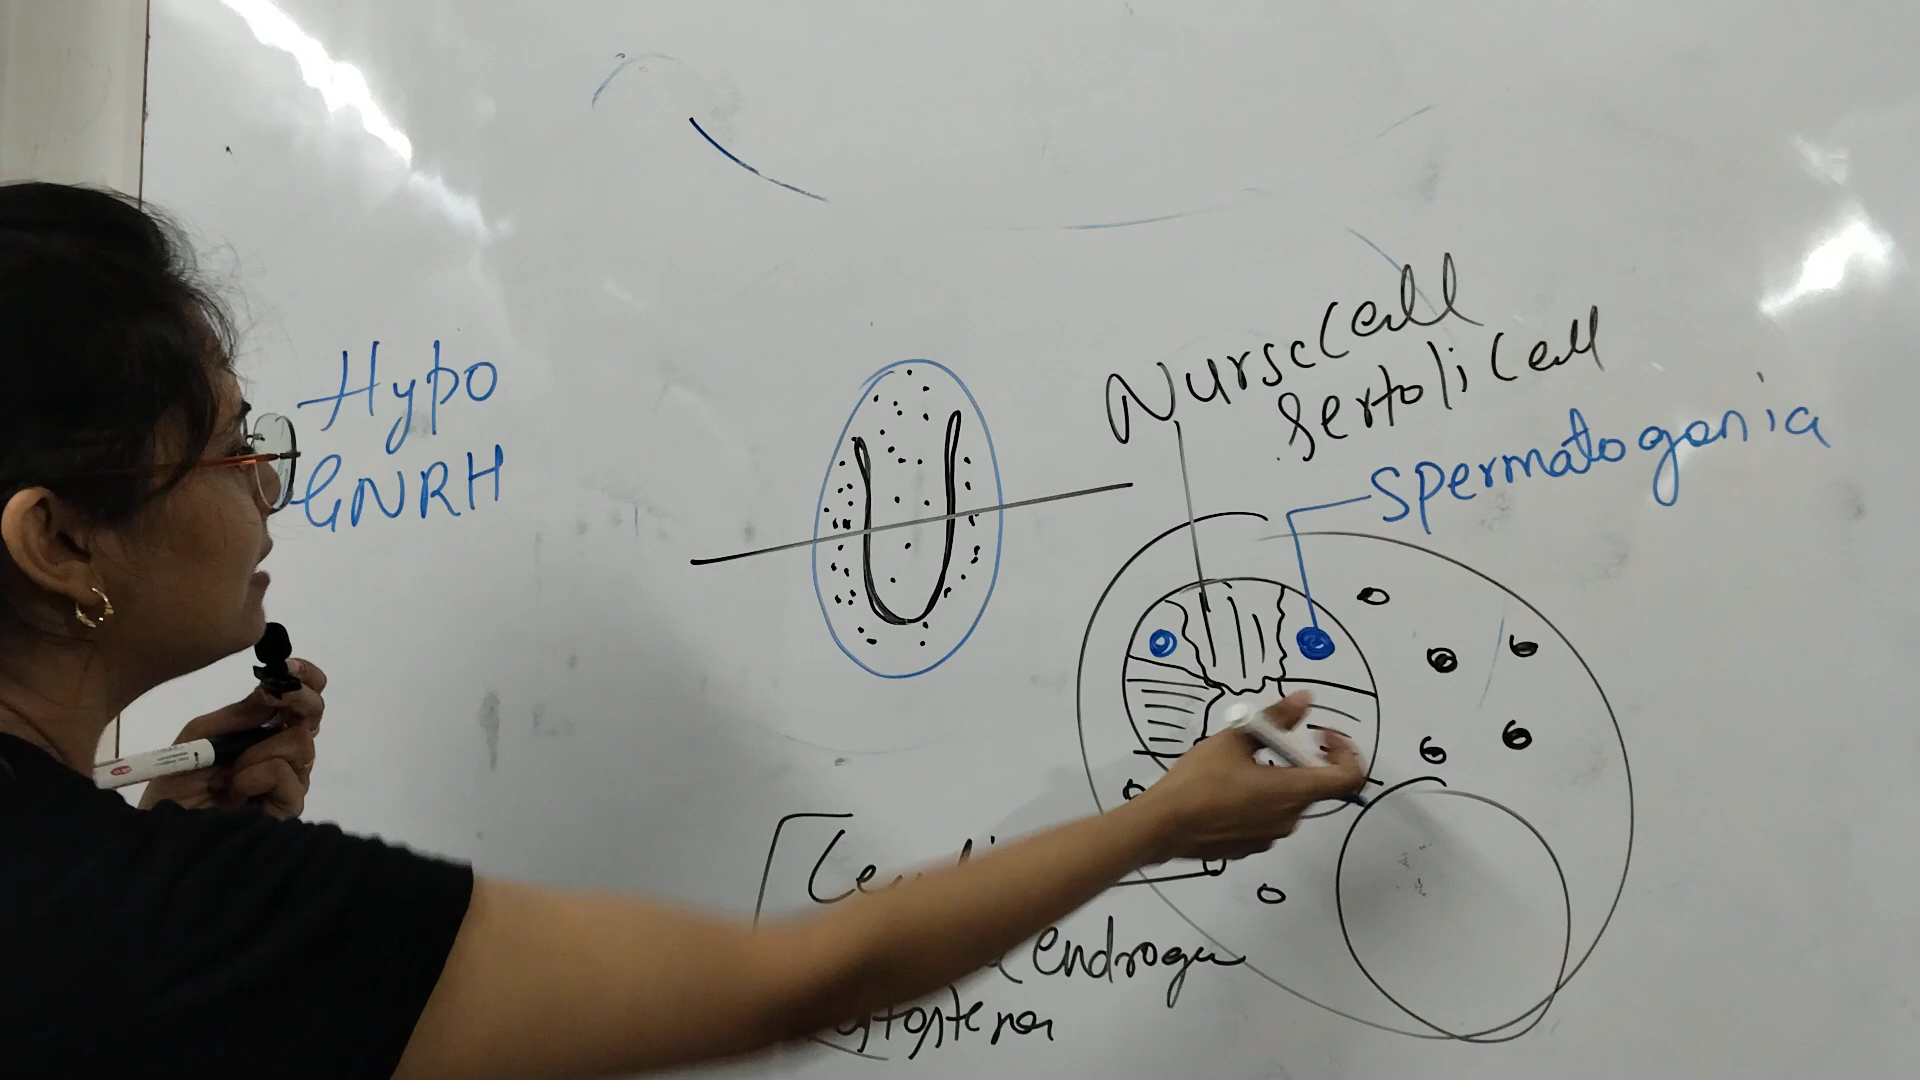 Hypo
GNRH
Nurse Cell
Sertoli Cell
Spermatogonia
endrogen